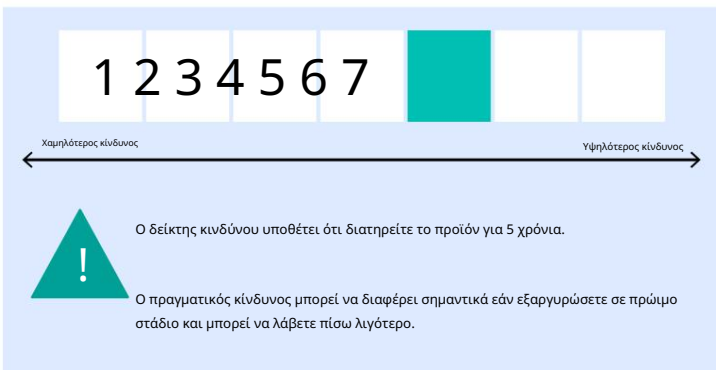 1 2 3 4 5 6 7
Χαμηλότερος κίνδυνος
Υψηλότερος κίνδυνος
!
Ο δείκτης κινδύνου υποθέτει ότι διατηρείτε το προϊόν για 5 χρόνια.
Ο πραγματικός κίνδυνος μπορεί να διαφέρει σημαντικά εάν εξαργυρώσετε σε πρώιμο
στάδιο και μπορεί να λάβετε πίσω λιγότερο.